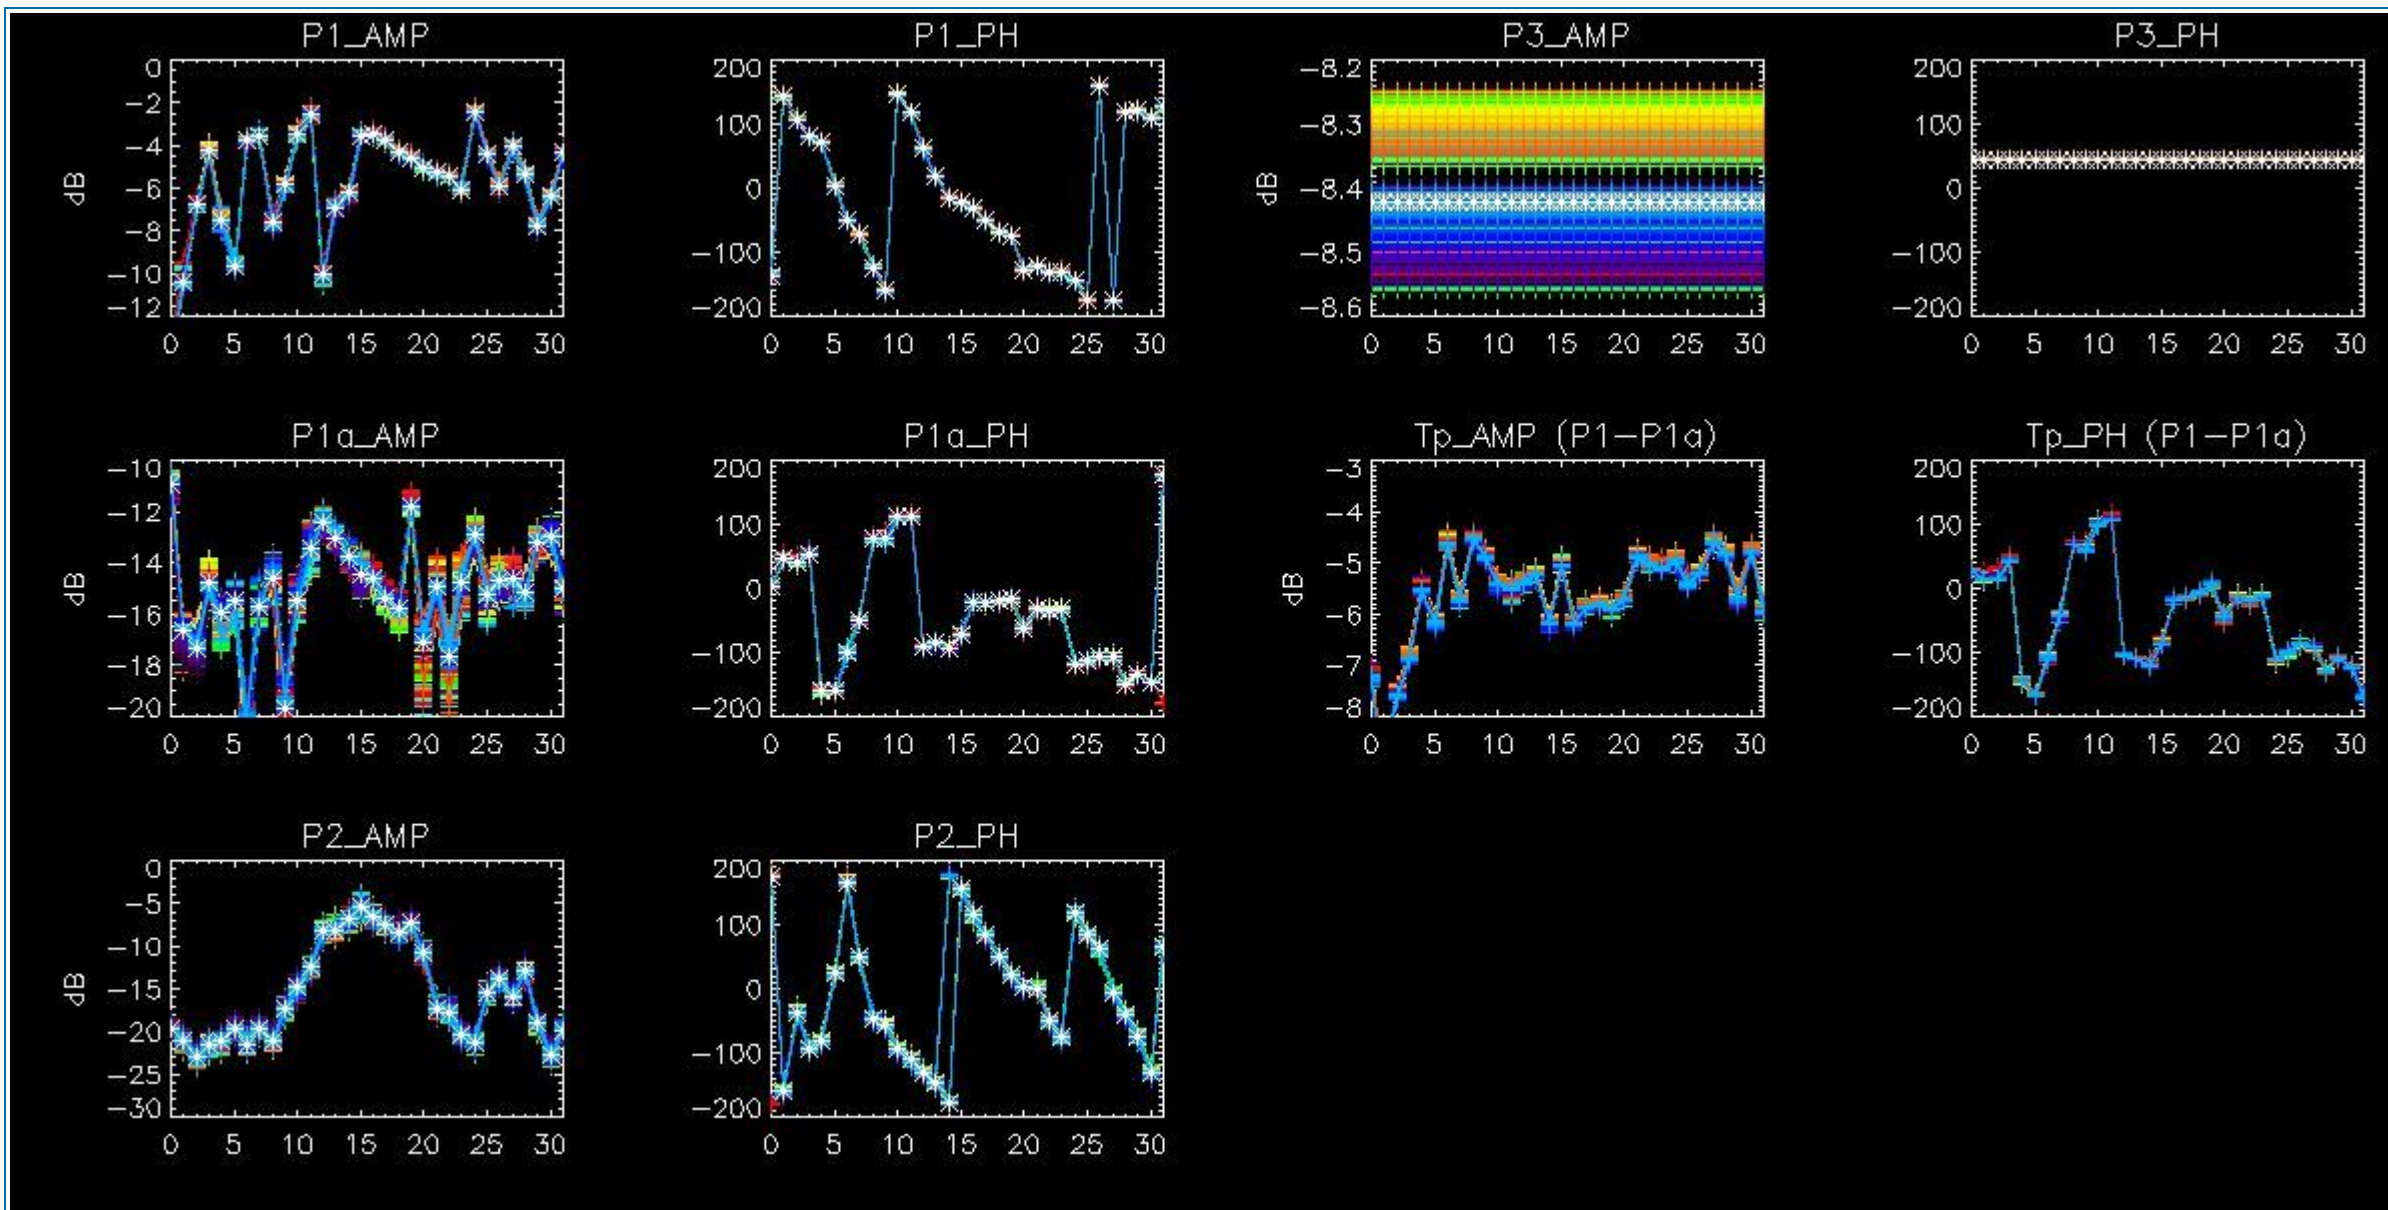 P1_AMP P1_PH P3_AMP P3_PH
0 200 −8.2 200
−2
100 −8.3 100
−4
dB −6 0 dB −8.4 0
−8
−100 −8.5 −100
−10
−12 −200 −8.6 −200
0 5 10 15 20 25 30 0 5 10 15 20 25 30 0 5 10 15 20 25 30 0 5 10 15 20 25 30
P1a_AMP P1a_PH Tp_AMP (P1−P1a) Tp_PH (P1−P1a)
−10 200 −3 200
−12 100 −4 100
dB −14 0 dB −5 0
−16 −6
−18 −100 −7 −100
−20 −200 −8 −200
0 5 10 15 20 25 30 0 5 10 15 20 25 30 0 5 10 15 20 25 30 0 5 10 15 20 25 30
P2_AMP P2_PH
0 200
−5
100
−10
dB −15 0
−20
−100
−25
−30 −200
0 5 10 15 20 25 30 0 5 10 15 20 25 30